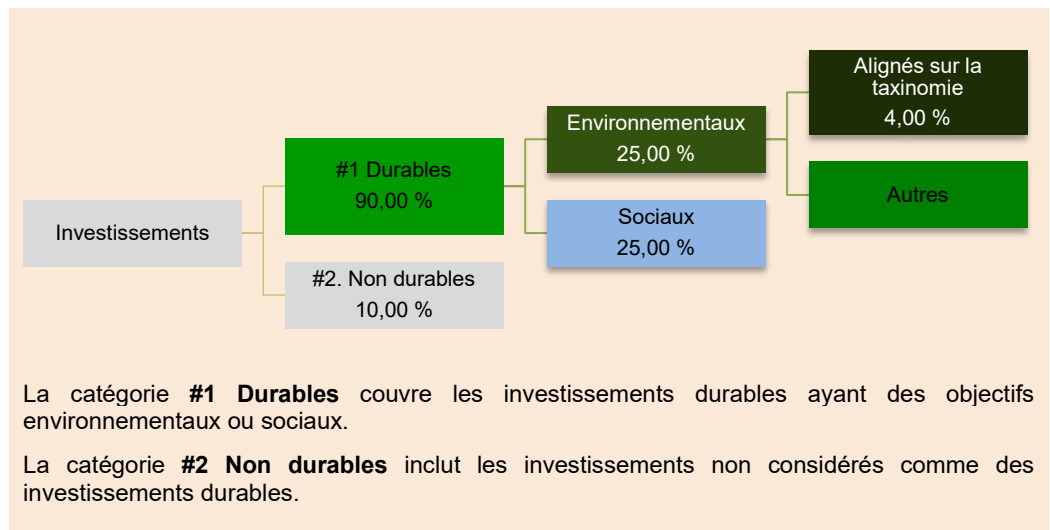 Investissements
#1 Durables
90,00 %
#2. Non durables
10,00 %
Environnementaux
25,00 %
Sociaux
25,00 %
Alignés sur la
taxinomie
4,00 %
Autres
La catégorie #1 Durables couvre les investissements durables ayant des objectifs
environnementaux ou sociaux.
La catégorie #2 Non durables inclut les investissements non considérés comme des
investissements durables.